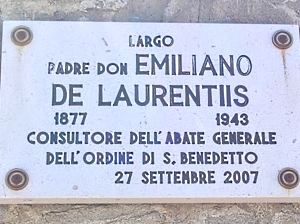 LARGO
PADRE DON EMILIANO
DE LAURENTIIS
1877 1943
CONSULTORE DELL'ABATE GENERALE
DELL'ORDINE DI S. BENEDETTO
27 SETTEMBRE 2007